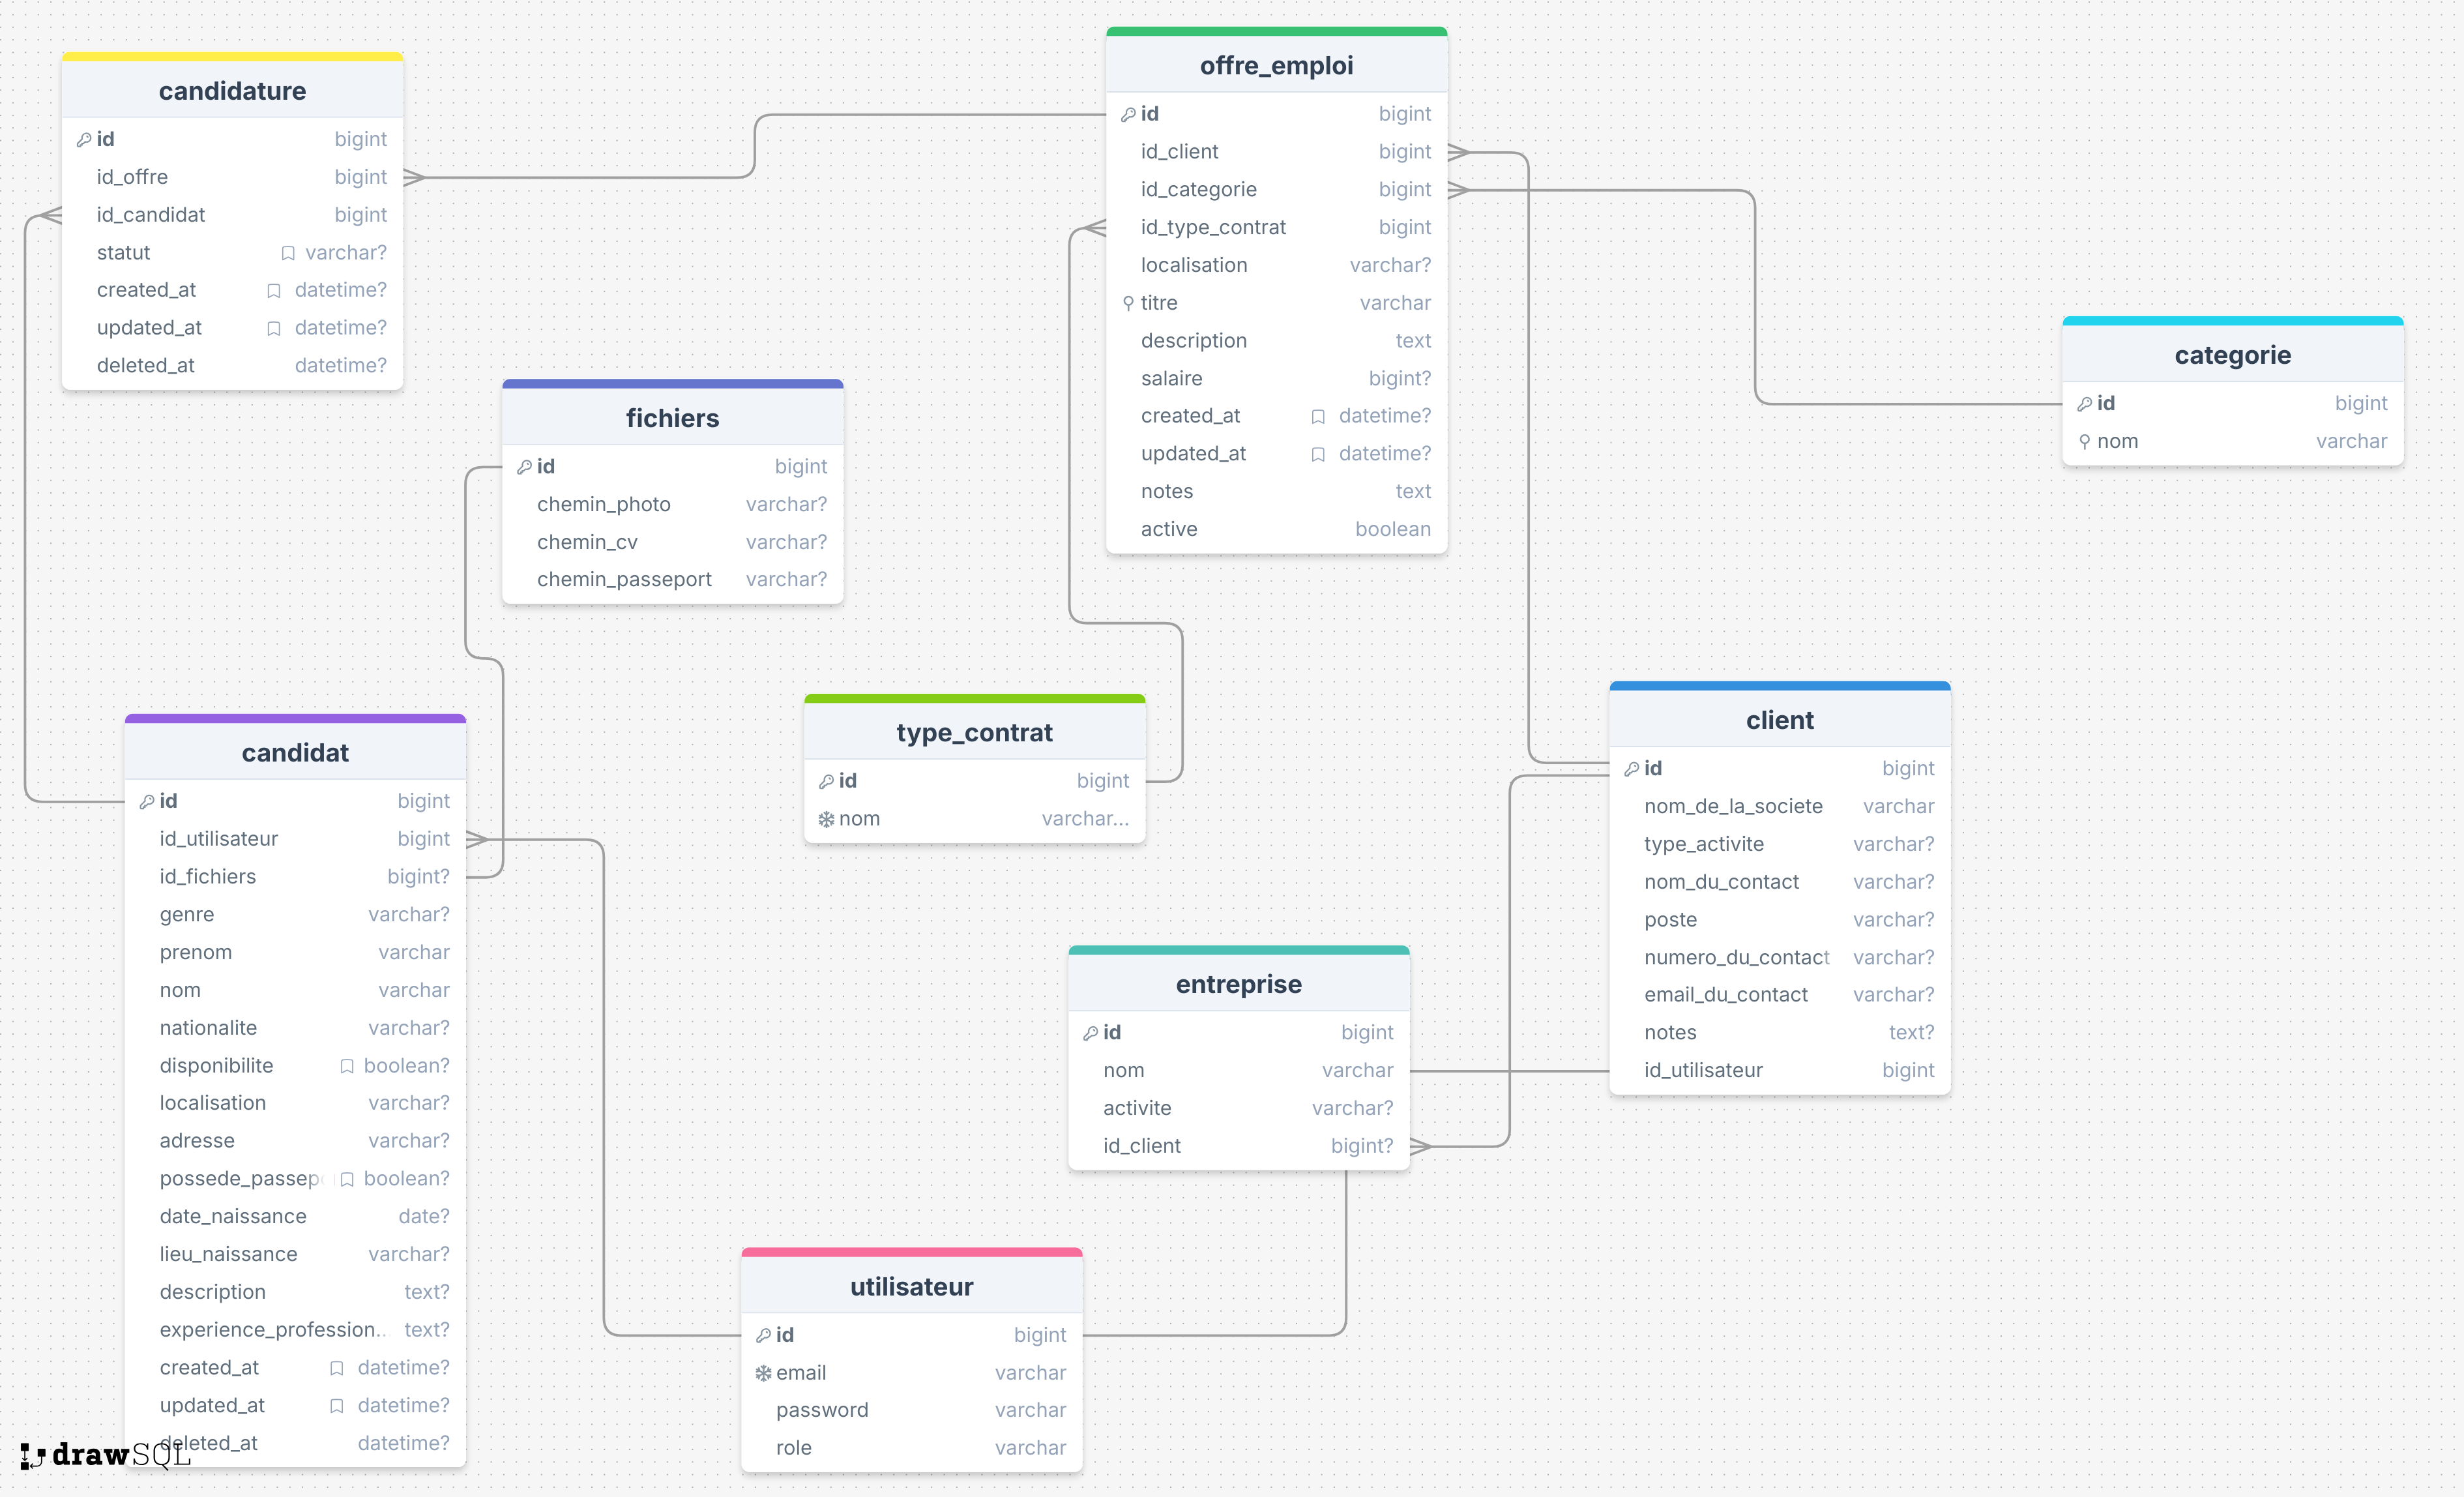 candidature
id bigint
id_offre bigint
id_candidat bigint
statut varchar?
created_at datetime?
updated_at datetime?
deleted_at datetime?
offre_emploi
id bigint
id_client bigint
id_categorie bigint
id_type_contrat bigint
localisation varchar?
titre varchar
description text
salaire bigint?
created_at datetime?
updated_at datetime?
notes text
active boolean
categorie
id bigint
nom varchar
fichiers
id bigint
chemin_photo varchar?
chemin_cv varchar?
chemin_passeport varchar?
type_contrat
id bigint
nom varchar...
client
id bigint
nom_de_la_societe varchar
type_activite varchar?
nom_du_contact varchar?
poste varchar?
numero_du_contact varchar?
email_du_contact varchar?
notes text?
id_utilisateur bigint
candidat
id bigint
id_utilisateur bigint
id_fichiers bigint?
genre varchar?
prenom varchar
nom varchar
nationalite varchar?
disponibilite boolean?
localisation varchar?
adresse varchar?
possede_passep boolean?
date_naissance date?
lieu_naissance varchar?
description text?
experience_profession... text?
created_at datetime?
updated_at datetime?
deleted_at datetime?
entreprise
id bigint
nom varchar
activite varchar?
id_client bigint?
utilisateur
id bigint
email varchar
password varchar
role varchar
drawSQL